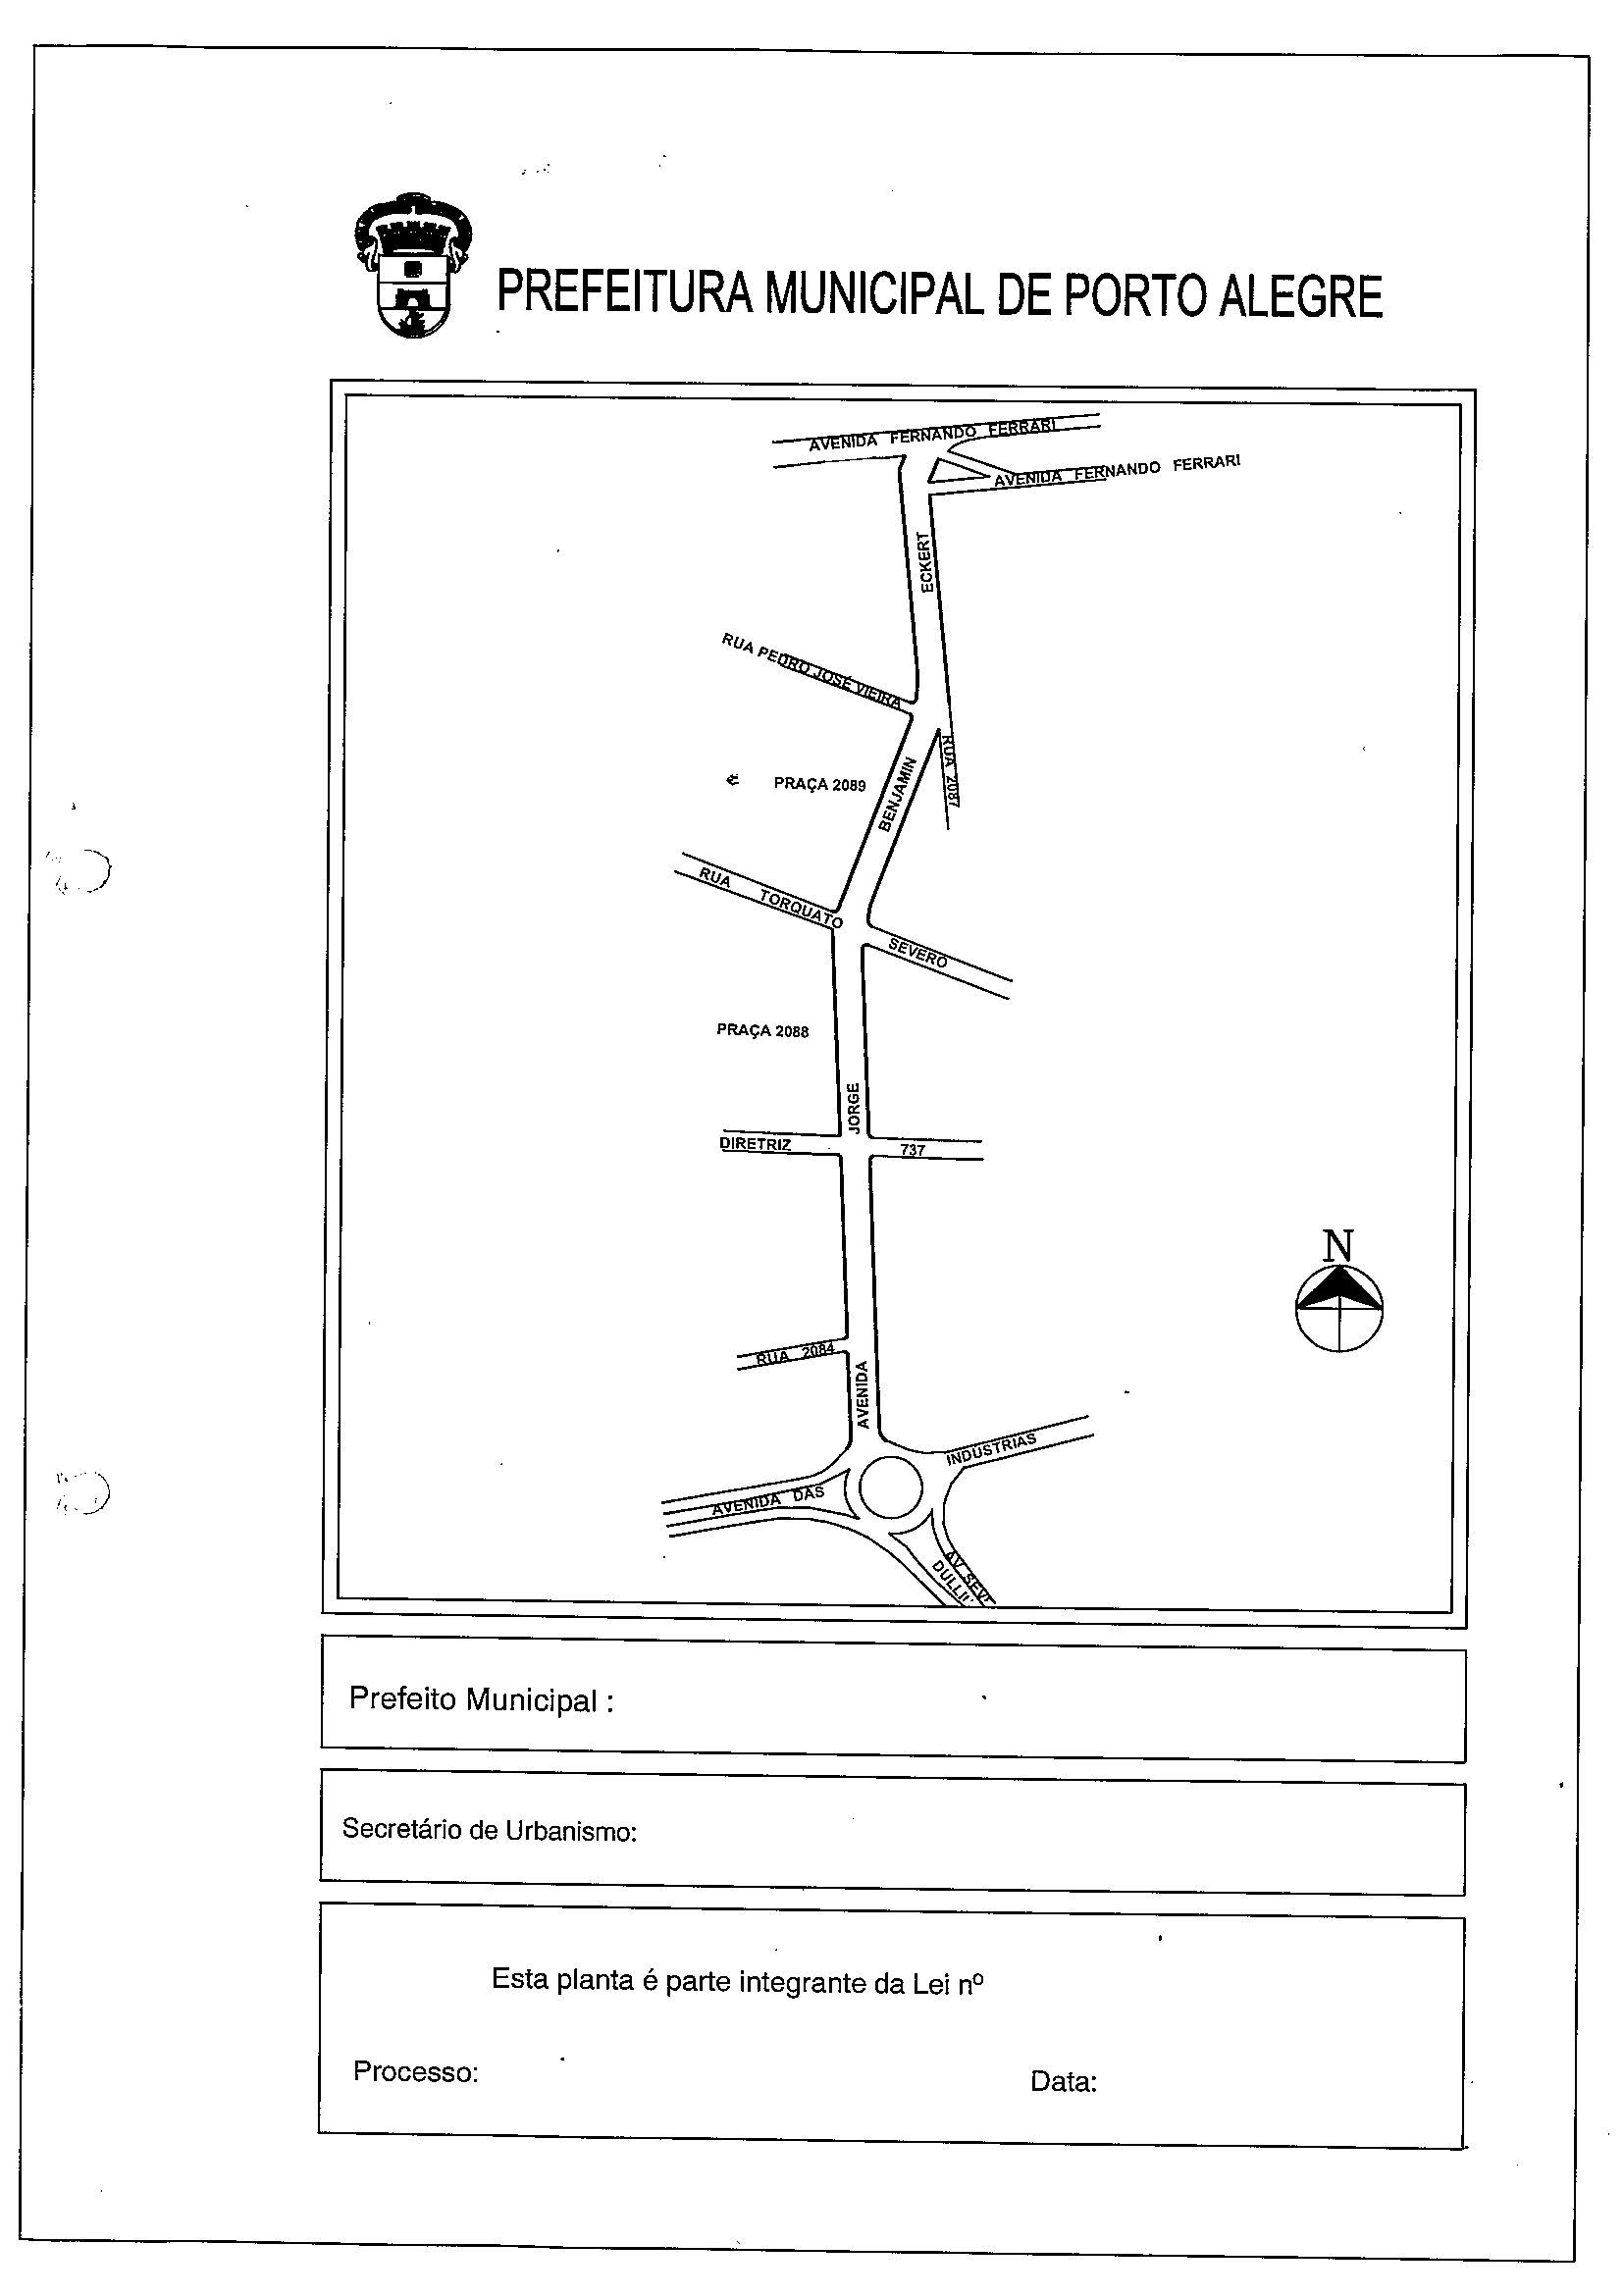 PREFEITURA MUNICIPAL DE PORTO ALEGRE
AVENIDA FERNANDO FERRARI
AVENIDA FERNANDO FERRARI
ECKERT
RUA PEDRO JOSÉ VIEIRA
RUA 2087
BENJAMIN
PRAÇA 2089
RUA TORQUATO
SEVERO
PRAÇA 2088
JORGE
DIRETRIZ
737
N
RUA 2084
AVENIDA
INDUSTRIAS
AVENIDA DAS
AV
Prefeito Municipal :
Secretário de Urbanismo:
Esta planta é parte integrante da Lei nº
Processo:
Data: